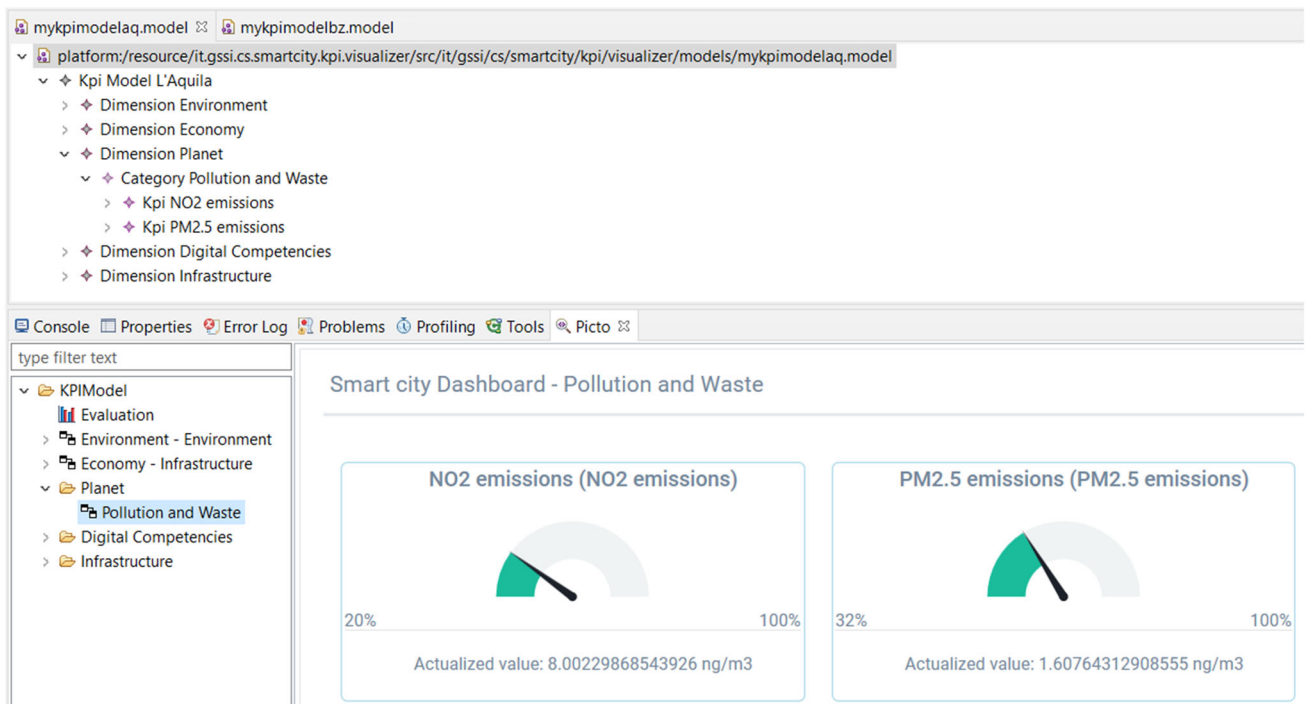 mykpimodelaq.model mykpimodelbz.model
platform:/resource/it.gssi.cs.smartcity.kpi.visualizer/src/it/gssi/cs/smartcity/kpi/visualizer/models/mykpimodelaq.model
Kpi Model L'Aquila
Dimension Environment
Dimension Economy
Dimension Planet
Category Pollution and Waste
Kpi NO2 emissions
Kpi PM2.5 emissions
Dimension Digital Competencies
Dimension Infrastructure
Console Properties Error Log Problems Profiling Tools Picto
type filter text
KPIModel
Evaluation
Environment - Environment
Economy - Infrastructure
Planet
Pollution and Waste
Digital Competencies
Infrastructure
Smart city Dashboard - Pollution and Waste
NO2 emissions (NO2 emissions)
20% 100%
Actualized value: 8.00229868543926 ng/m3
PM2.5 emissions (PM2.5 emissions)
32% 100%
Actualized value: 1.60764312908555 ng/m3